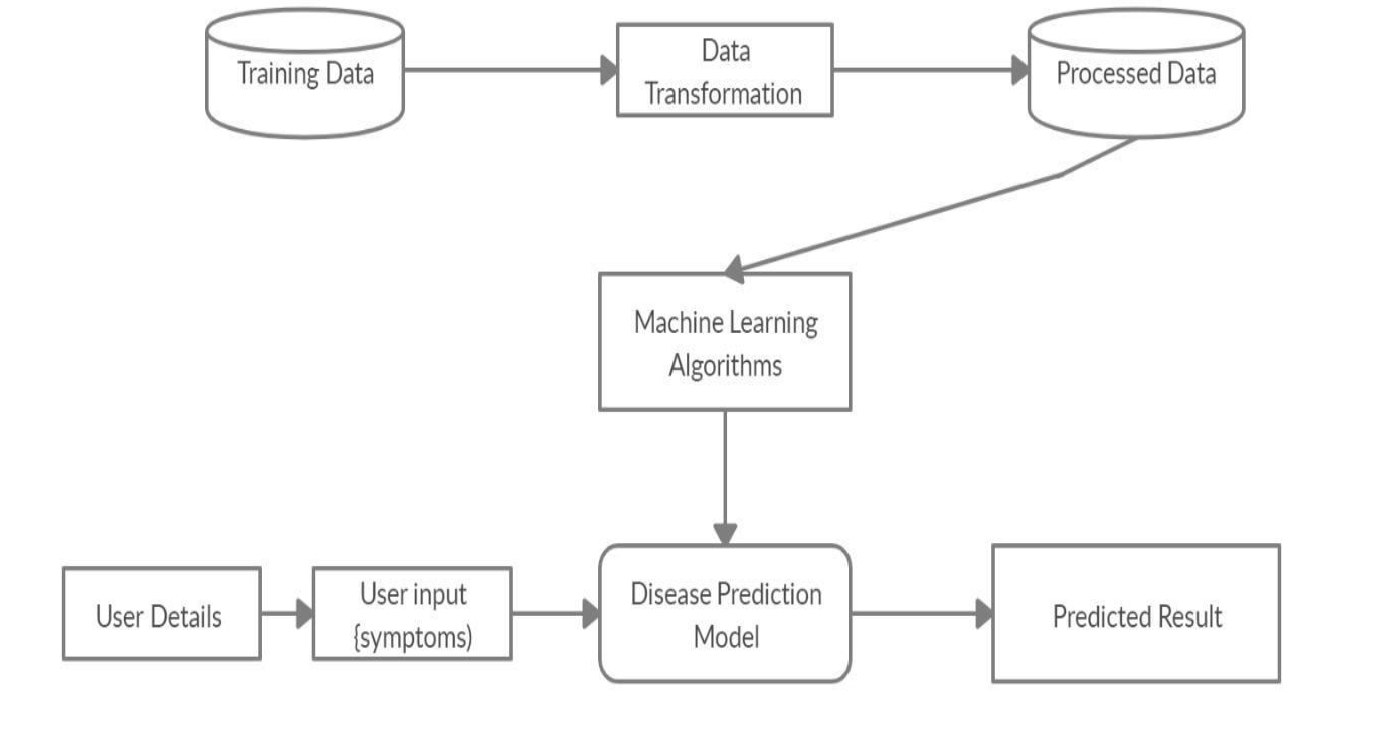 Training Data
Data
Transformation
Processed Data
Machine Learning
Algorithms
User Details
User input
{symptoms)
Disease Prediction
Model
Predicted Result